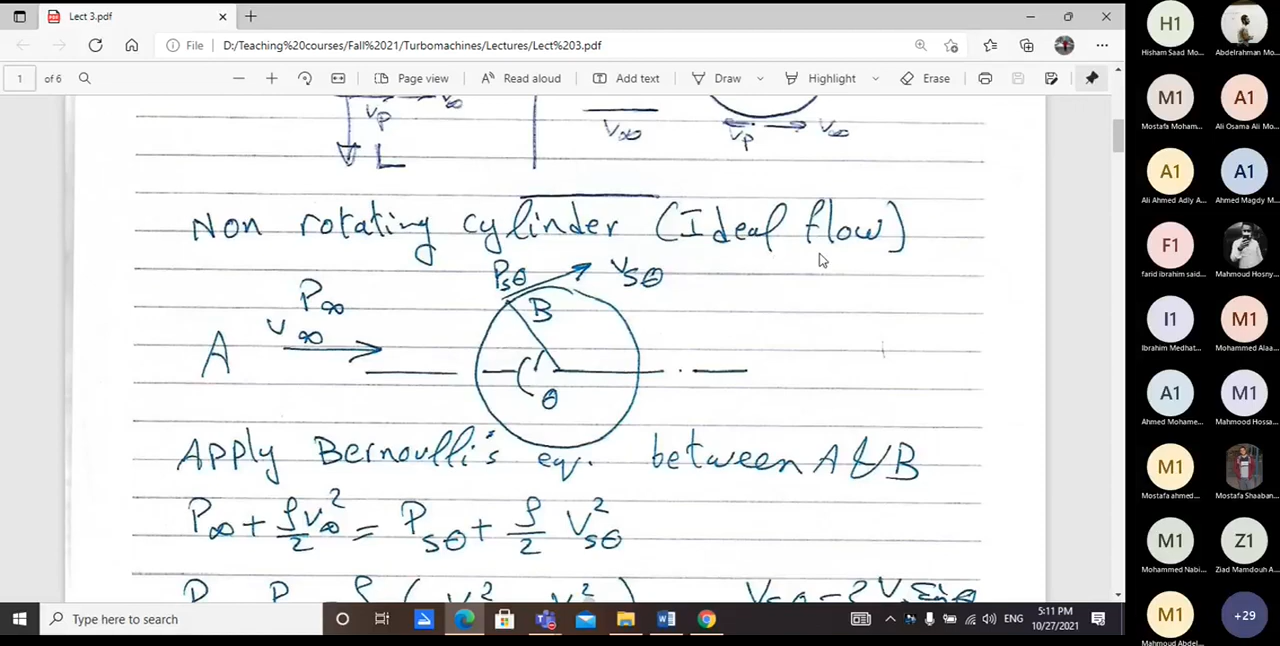 Lect 3.pdf
File D:/Teaching%20courses/Fall%2021/Turbomachines/Lectures/Lect%203.pdf
1 of 6 Page view Read aloud Add text Draw Highlight Erase
Vp V∞
L
V∞
Vp V∞
Non rotating cylinder (Ideal flow)
Psθ Vsθ
P∞
V∞
B
A
θ
Apply Bernoulli's eq. between A & B
P∞ + ρ/2 V∞² = Psθ + ρ/2 Vsθ²
H1
Hisham Saad Mo...
Abdelrahman Mo...
M1
Mostafa Moham...
A1
Ali Osama Ali Mo...
A1
Ali Ahmed Adly A...
A1
Ahmed Magdy M...
F1
farid ibrahim said...
Mahmoud Hosny...
I1
Ibrahim Medhat...
M1
Mohammed Alaa...
A1
Ahmed Mohame...
M1
Mahmood Hossa...
M1
Mostafa ahmed...
Mostafa Shaaban...
M1
Mohammed Nabi...
Z1
Ziad Mamdouh A...
M1
Mahmoud Abdel...
+29
Type here to search
ENG
5:11 PM
10/27/2021